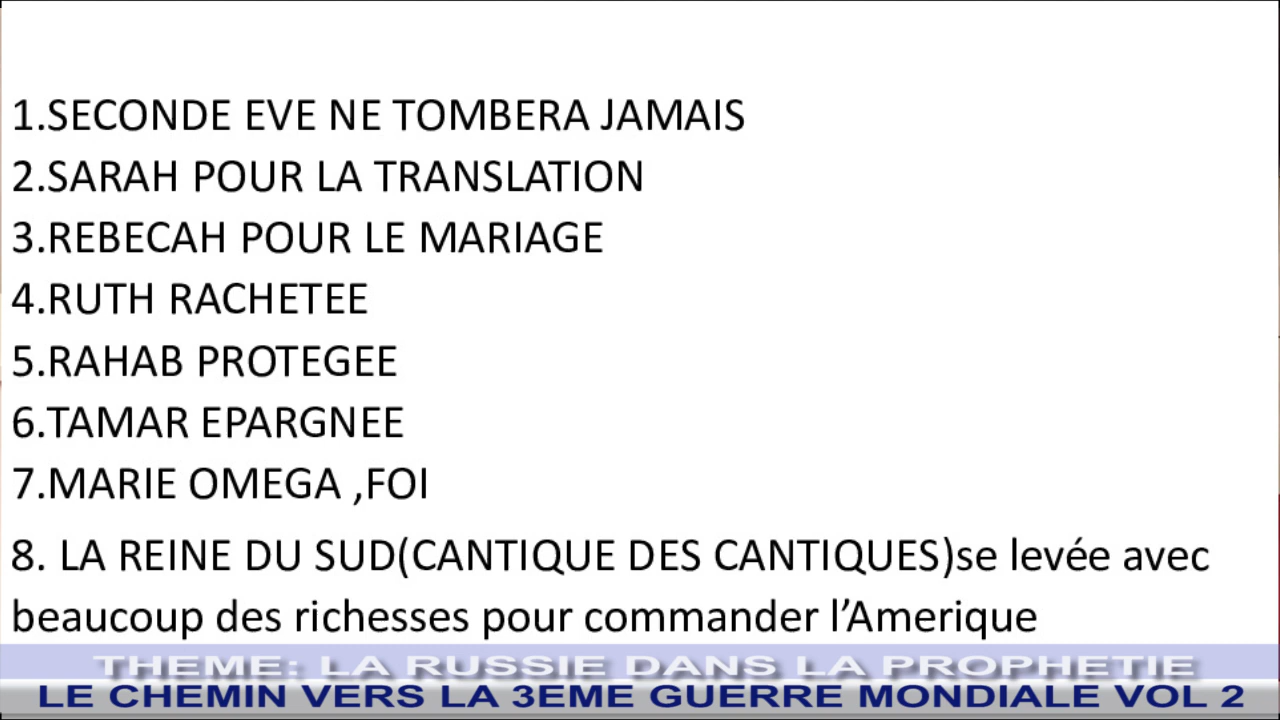 1.SECONDE EVE NE TOMBERA JAMAIS
2.SARAH POUR LA TRANSLATION
3.REBECAH POUR LE MARIAGE
4.RUTH RACHETEE
5.RAHAB PROTEGEE
6.TAMAR EPARGNEE
7.MARIE OMEGA ,FOI
8. LA REINE DU SUD(CANTIQUE DES CANTIQUES)se levée avec
beaucoup des richesses pour commander l’Amerique
THEME: LA RUSSIE DANS LA PROPHETIE
LE CHEMIN VERS LA 3EME GUERRE MONDIALE VOL 2